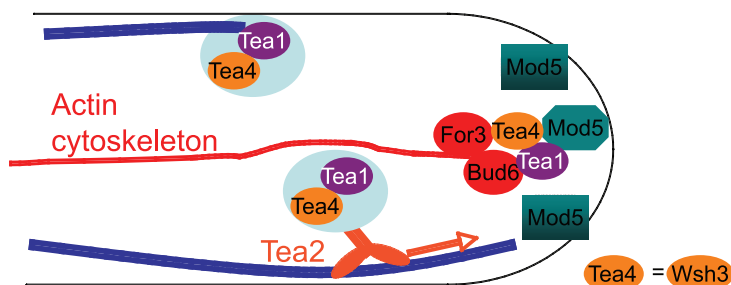 Tea1
Tea4
Mod5
Actin
cytoskeleton
For3
Tea4
Mod5
Bud6
Tea1
Tea1
Tea4
Mod5
Tea2
Tea4 = Wsh3